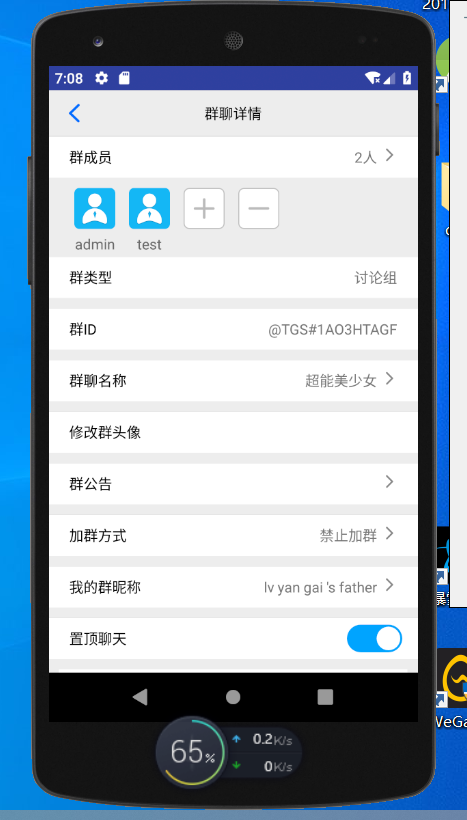 201
7:08
群聊详情
群成员 2人
admin test
群类型 讨论组
群ID @TGS#1AO3HTAGF
群聊名称 超能美少女
修改群头像
群公告
加群方式 禁止加群
我的群昵称 lv yan gai 's father
置顶聊天
65% 0.2K/s
0K/s
WeGa